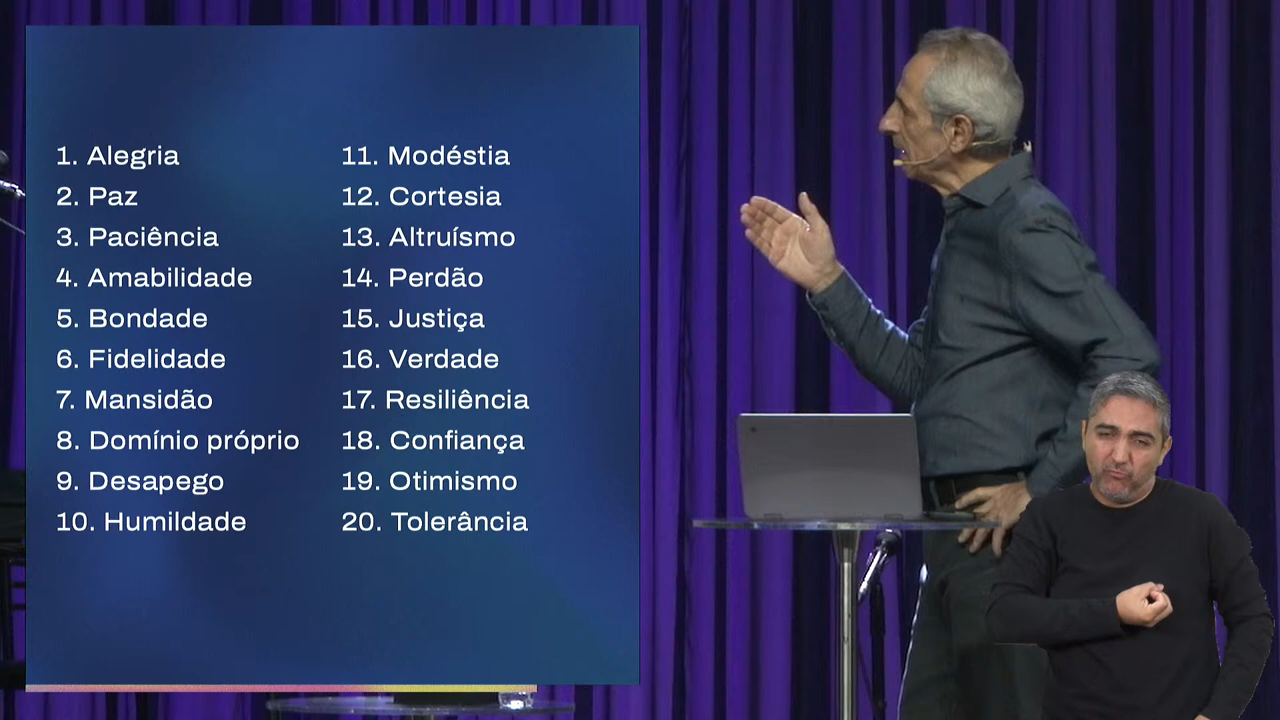 1. Alegria
2. Paz
3. Paciência
4. Amabilidade
5. Bondade
6. Fidelidade
7. Mansidão
8. Domínio próprio
9. Desapego
10. Humildade
11. Modéstia
12. Cortesia
13. Altruísmo
14. Perdão
15. Justiça
16. Verdade
17. Resiliência
18. Confiança
19. Otimismo
20. Tolerância